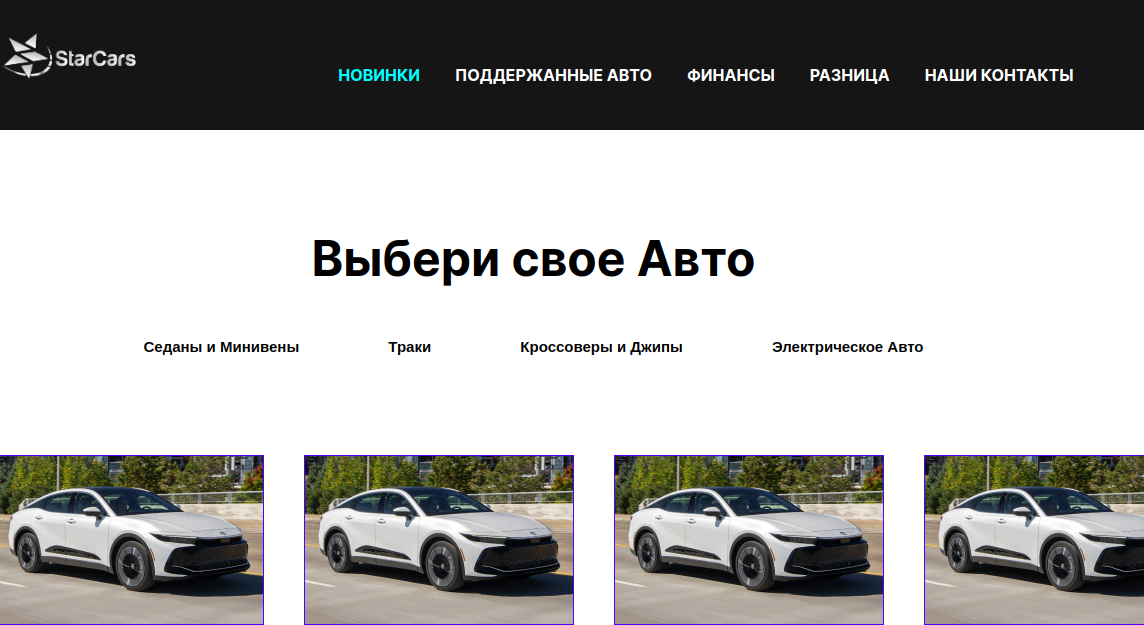 StarCars
НОВИНКИ ПОДДЕРЖАННЫЕ АВТО ФИНАНСЫ РАЗНИЦА НАШИ КОНТАКТЫ
Выбери свое Авто
Седаны и Минивены Траки Кроссоверы и Джипы Электрическое Авто